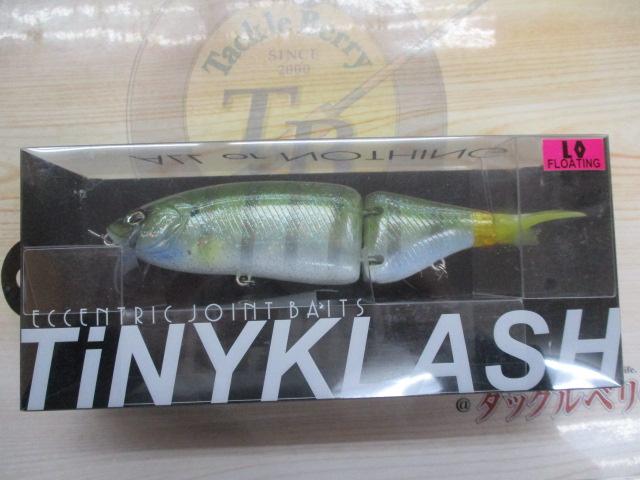 Tackle Berry
SINCE
2000
TB
ALL or NOTHING
LO
FLOATING
ECCENTRIC JOINT BAITS
TiNYKLASH
life.
@タックルベリ